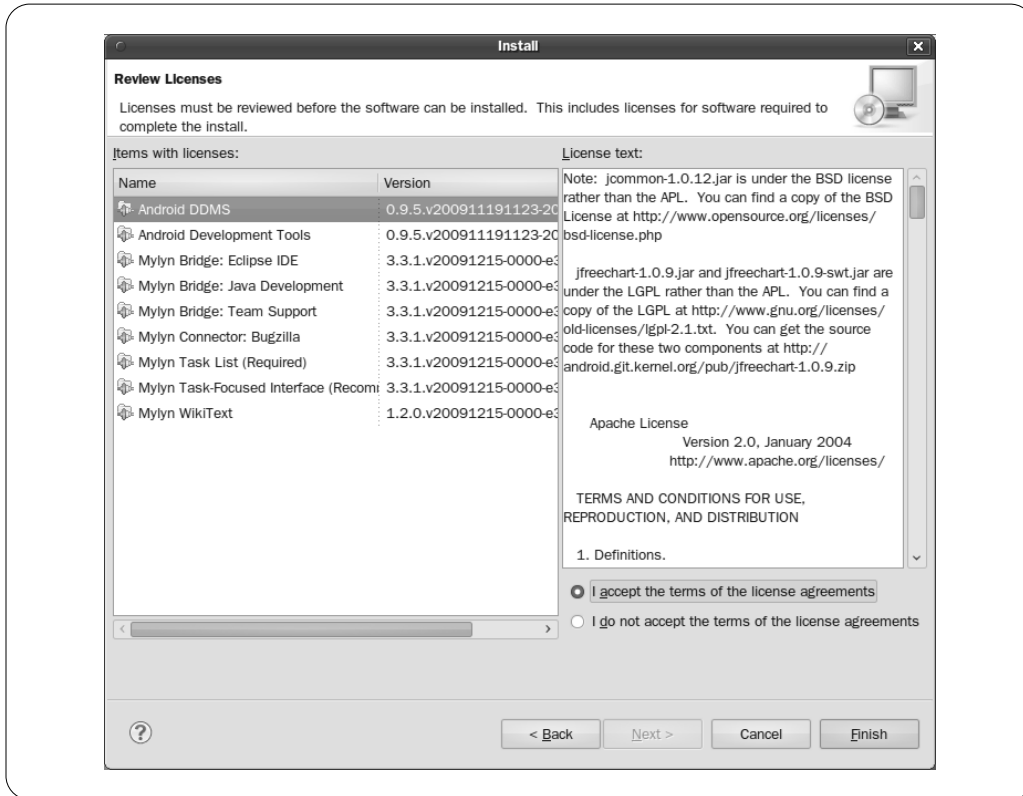 Install
Review Licenses
Licenses must be reviewed before the software can be installed. This includes licenses for software required to
complete the install.
Items with licenses:
Name Version
Android DDMS 0.9.5.v200911191123-20
Android Development Tools 0.9.5.v200911191123-20
Mylyn Bridge: Eclipse IDE 3.3.1.v20091215-0000-e3
Mylyn Bridge: Java Development 3.3.1.v20091215-0000-e3
Mylyn Bridge: Team Support 3.3.1.v20091215-0000-e3
Mylyn Connector: Bugzilla 3.3.1.v20091215-0000-e3
Mylyn Task List (Required) 3.3.1.v20091215-0000-e3
Mylyn Task-Focused Interface (Recom 3.3.1.v20091215-0000-e3
Mylyn WikiText 1.2.0.v20091215-0000-e3
License text:
Note: jcommon-1.0.12.jar is under the BSD license
rather than the APL. You can find a copy of the BSD
License at http://www.opensource.org/licenses/
bsd-license.php
jfreechart-1.0.9.jar and jfreechart-1.0.9-swt.jar are
under the LGPL rather than the APL. You can find a
copy of the LGPL at http://www.gnu.org/licenses/
old-licenses/lgpl-2.1.txt. You can get the source
code for these two components at http://
android.git.kernel.org/pub/jfreechart-1.0.9.zip
Apache License
Version 2.0, January 2004
http://www.apache.org/licenses/
TERMS AND CONDITIONS FOR USE,
REPRODUCTION, AND DISTRIBUTION
1. Definitions.
I accept the terms of the license agreements
I do not accept the terms of the license agreements
? < Back Next > Cancel Finish